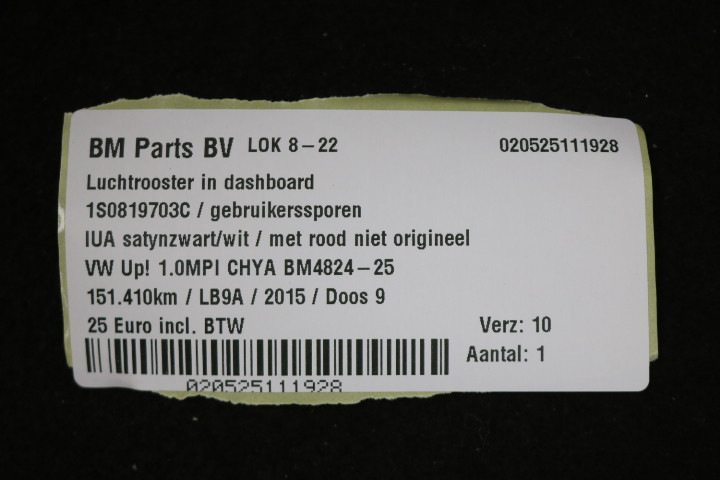 BM Parts BV LOK 8-22 020525111928
Luchtrooster in dashboard
1S0819703C / gebruikerssporen
IUA satynzwart/wit / met rood niet origineel
VW Up! 1.0MPI CHYA BM4824-25
151.410km / LB9A / 2015 / Doos 9
25 Euro incl. BTW Verz: 10
Aantal: 1
020525111928